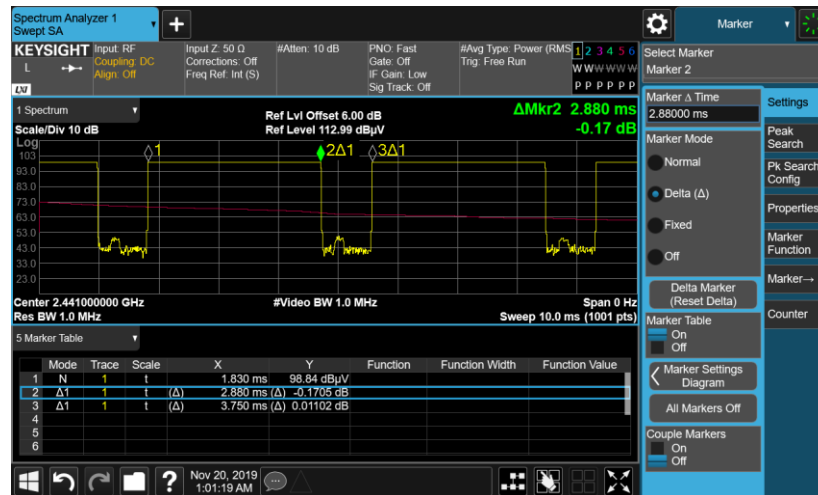 Spectrum Analyzer 1
Swept SA
Marker
KEYSIGHT
L
LXI
Input: RF
Coupling: DC
Align: Off
Input Z: 50 Ω
Corrections: Off
Freq Ref: Int (S)
#Atten: 10 dB
PNO: Fast
Gate: Off
IF Gain: Low
Sig Track: Off
#Avg Type: Power (RMS
Trig: Free Run
1 2 3 4 5 6
W W W W W W
P P P P P P
Select Marker
Marker 2
1 Spectrum
Scale/Div 10 dB
Ref Lvl Offset 6.00 dB
Ref Level 112.99 dBµV
ΔMkr2 2.880 ms
-0.17 dB
Log
103
93.0
83.0
73.0
63.0
53.0
43.0
33.0
23.0
1
2Δ1
3Δ1
Center 2.441000000 GHz
Res BW 1.0 MHz
#Video BW 1.0 MHz
Span 0 Hz
Sweep 10.0 ms (1001 pts)
5 Marker Table
Mode Trace Scale X Y Function Function Width Function Value
1 N 1 t 1.830 ms 98.84 dBµV
2 Δ1 1 t (Δ) 2.880 ms (Δ) -0.1705 dB
3 Δ1 1 t (Δ) 3.750 ms (Δ) 0.01102 dB
4
5
6
Marker Δ Time
2.88000 ms
Marker Mode
Normal
Delta (Δ)
Fixed
Off
Delta Marker
(Reset Delta)
Marker Table
On
Off
Marker Settings
Diagram
All Markers Off
Couple Markers
On
Off
Settings
Peak
Search
Pk Search
Config
Properties
Marker
Function
Marker→
Counter
?
Nov 20, 2019
1:01:19 AM